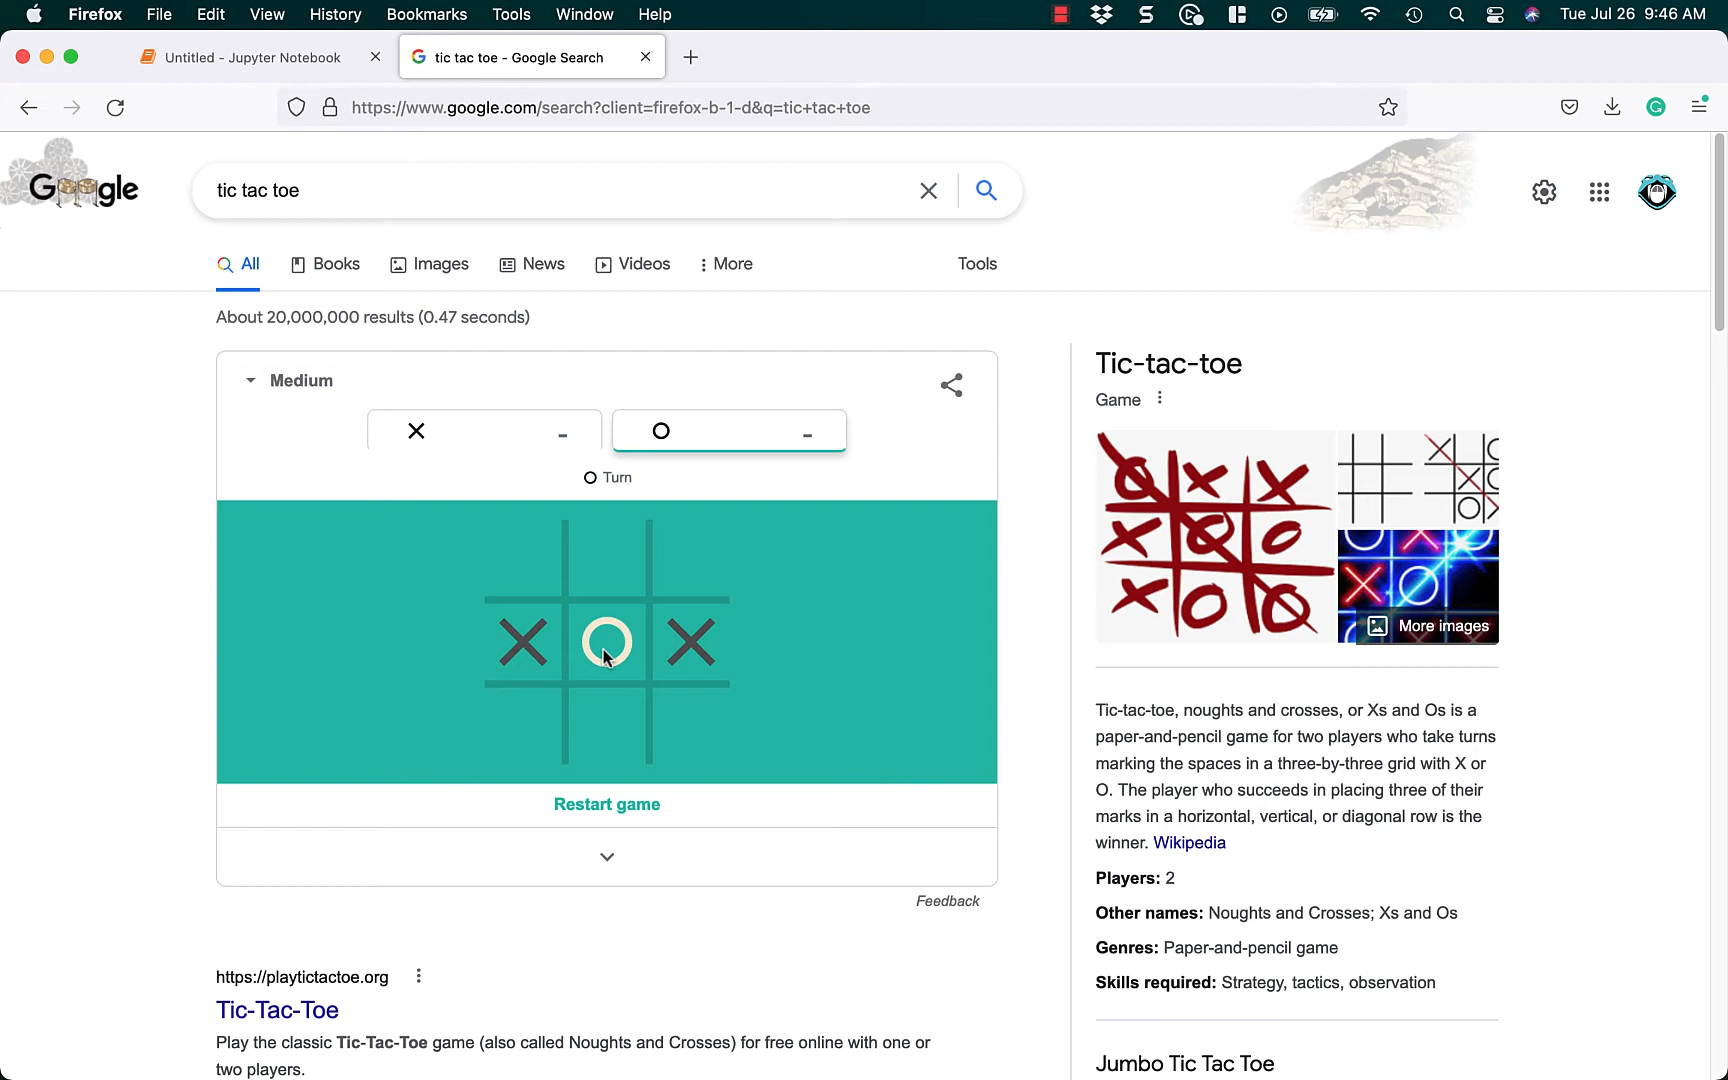 Firefox File Edit View History Bookmarks Tools Window Help Tue Jul 26 9:46 AM
Untitled - Jupyter Notebook tic tac toe - Google Search
https://www.google.com/search?client=firefox-b-1-d&q=tic+tac+toe
Google
tic tac toe
All Books Images News Videos More Tools
About 20,000,000 results (0.47 seconds)
Medium
X - O -
O Turn
X O X
Restart game
Feedback
https://playtictactoe.org
Tic-Tac-Toe
Play the classic Tic-Tac-Toe game (also called Noughts and Crosses) for free online with one or
two players.
Tic-tac-toe
Game
More images
Tic-tac-toe, noughts and crosses, or Xs and Os is a
paper-and-pencil game for two players who take turns
marking the spaces in a three-by-three grid with X or
O. The player who succeeds in placing three of their
marks in a horizontal, vertical, or diagonal row is the
winner. Wikipedia
Players: 2
Other names: Noughts and Crosses; Xs and Os
Genres: Paper-and-pencil game
Skills required: Strategy, tactics, observation
Jumbo Tic Tac Toe